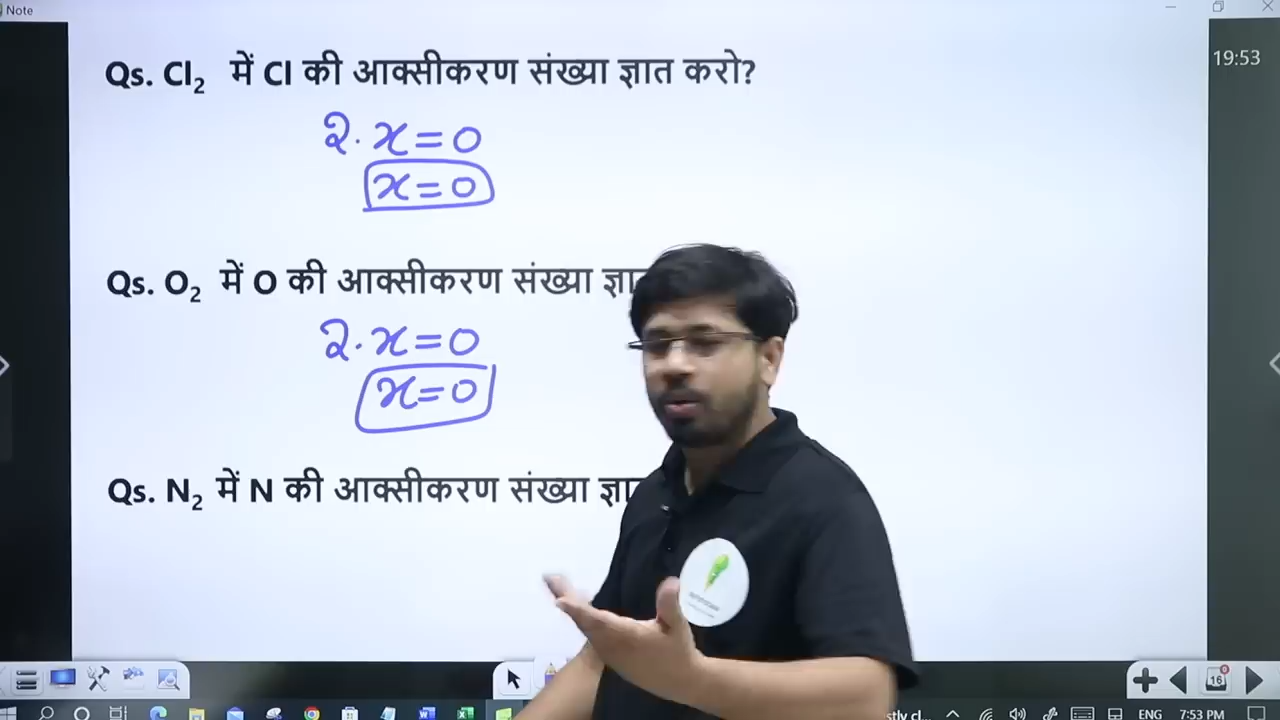 Note
19:53
Qs. Cl₂ में Cl की आक्सीकरण संख्या ज्ञात करो?
2. x = 0
x = 0
Qs. O₂ में O की आक्सीकरण संख्या
2. x = 0
x = 0
Qs. N₂ में N की आक्सीकरण संख्या
16
ENG 7:53 PM